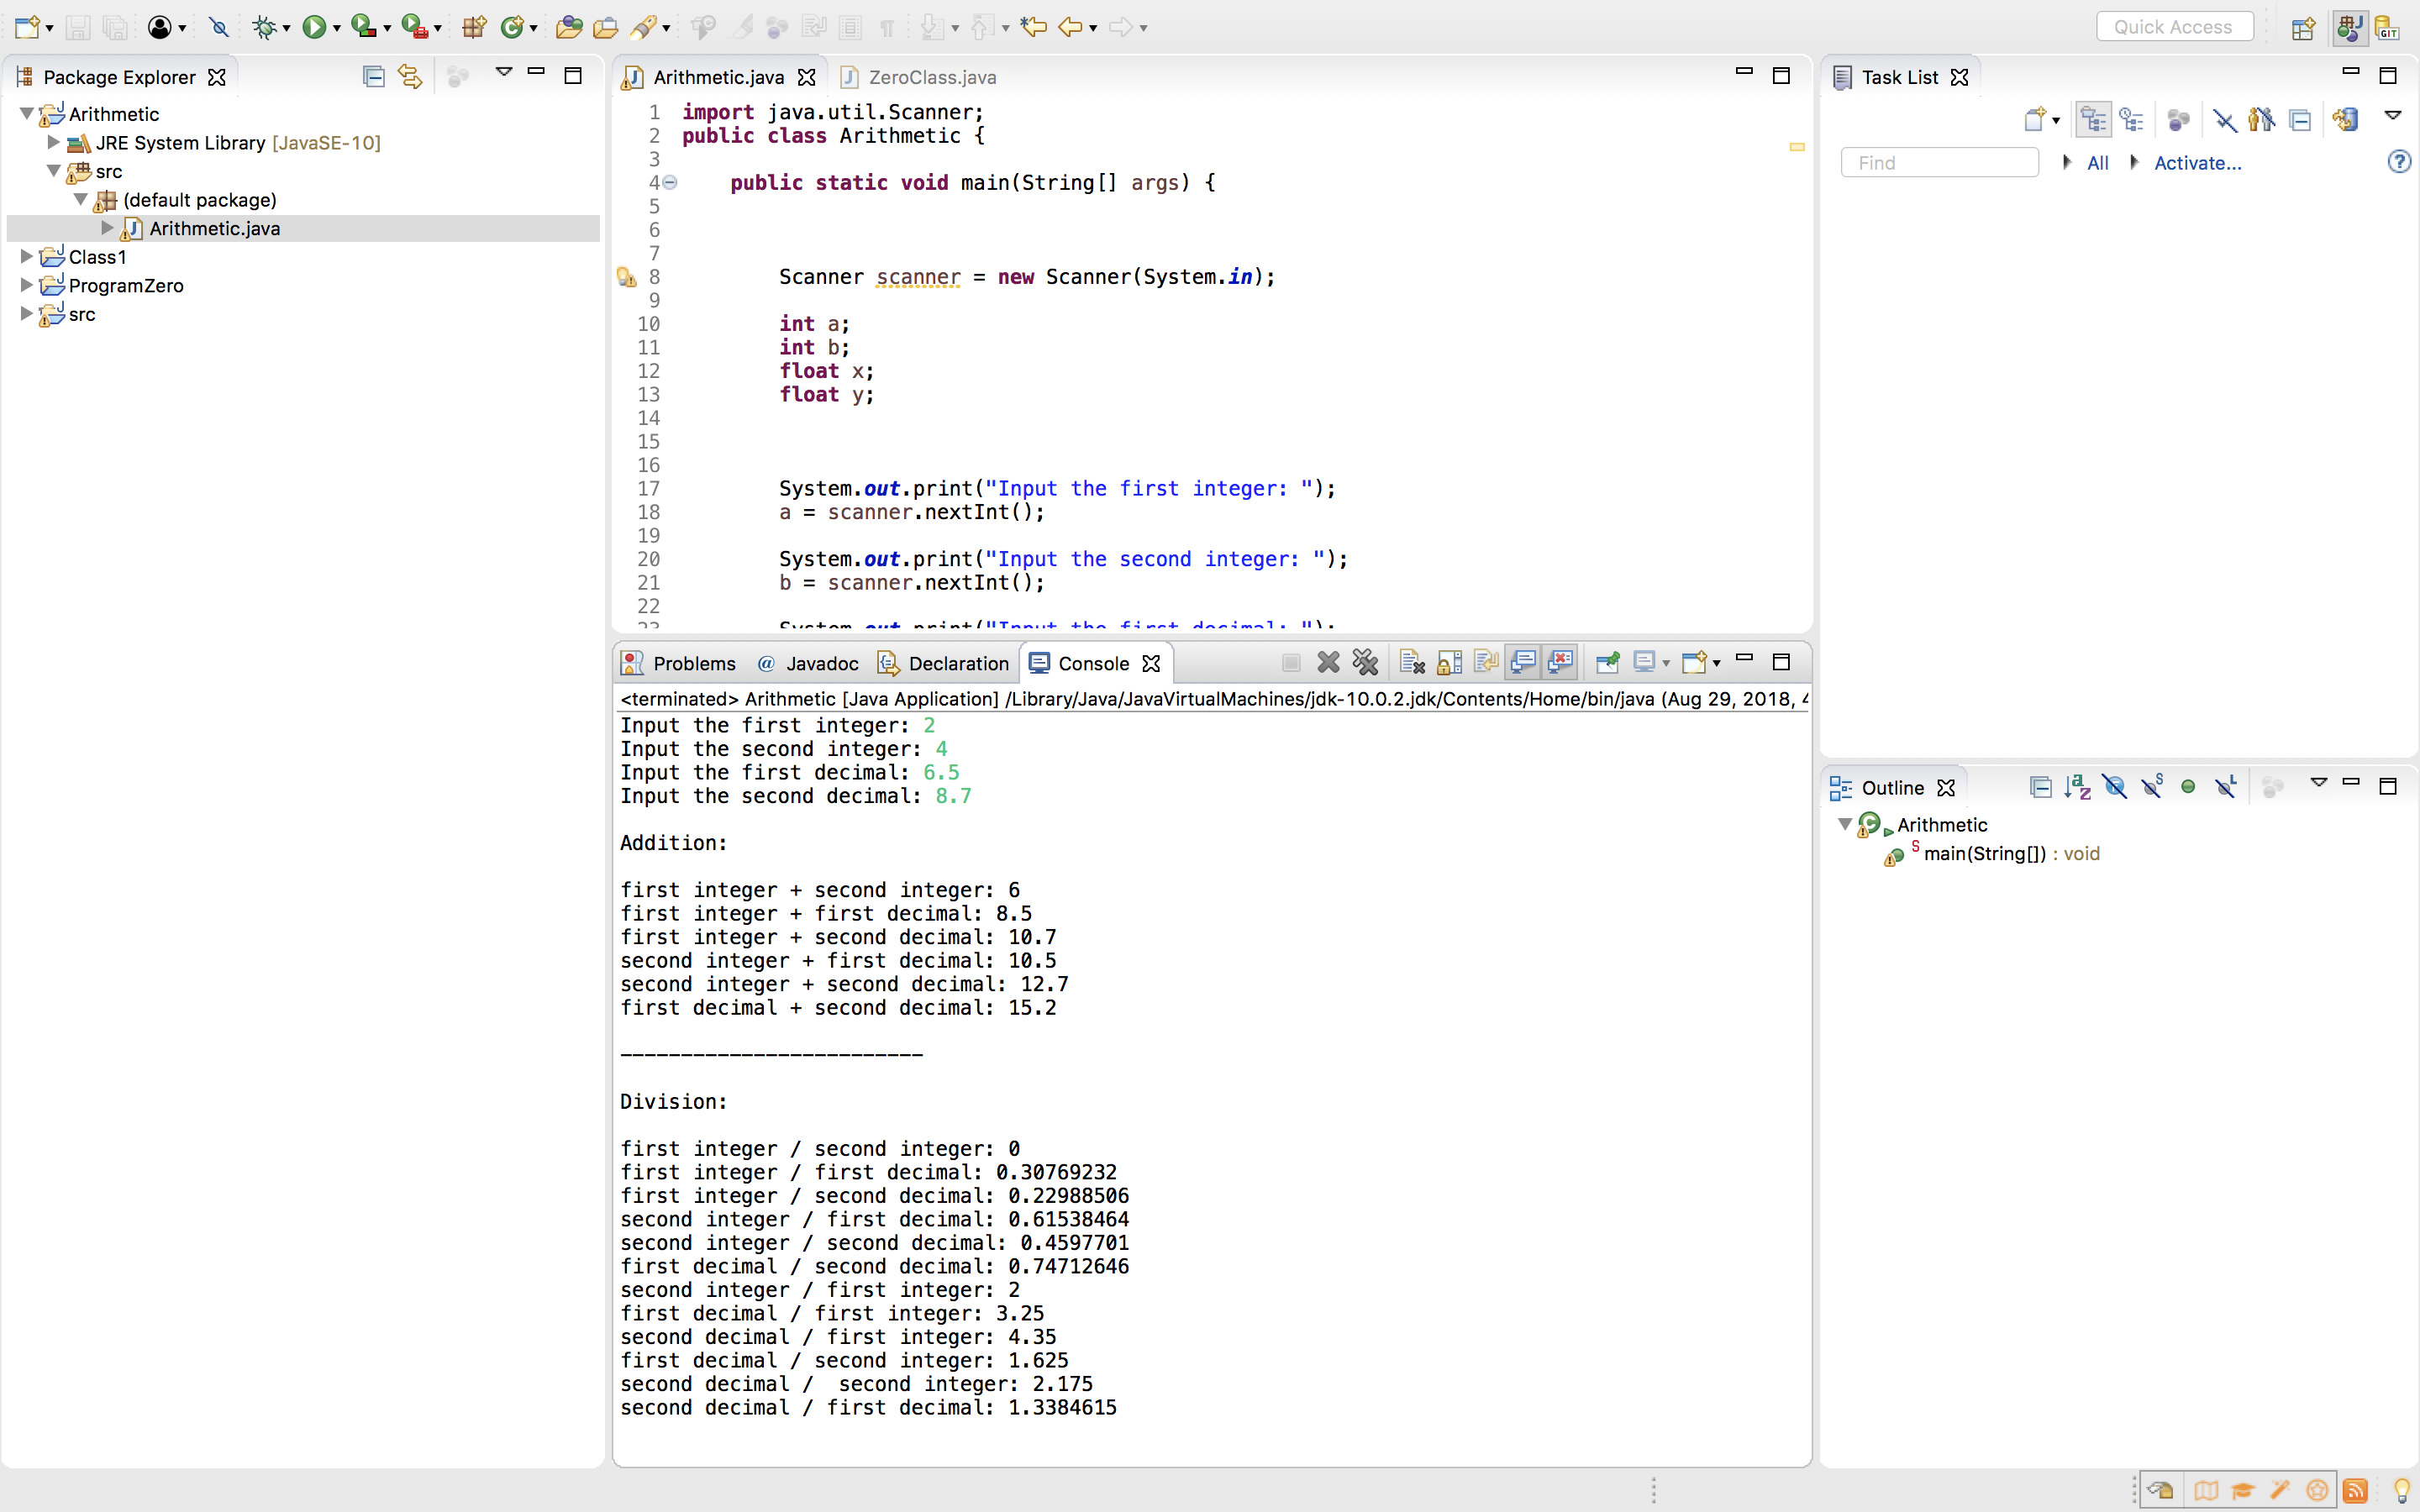 Quick Access
GIT
Package Explorer
Arithmetic
JRE System Library [JavaSE-10]
src
(default package)
Arithmetic.java
Class1
ProgramZero
src
Arithmetic.java
ZeroClass.java
1 import java.util.Scanner;
2 public class Arithmetic {
3
4 public static void main(String[] args) {
5
6
7
8 Scanner scanner = new Scanner(System.in);
9
10 int a;
11 int b;
12 float x;
13 float y;
14
15
16
17 System.out.print("Input the first integer: ");
18 a = scanner.nextInt();
19
20 System.out.print("Input the second integer: ");
21 b = scanner.nextInt();
22
23 System.out.print("Input the first decimal: ");
Problems
@ Javadoc
Declaration
Console
<terminated> Arithmetic [Java Application] /Library/Java/JavaVirtualMachines/jdk-10.0.2.jdk/Contents/Home/bin/java (Aug 29, 2018, 4
Input the first integer: 2
Input the second integer: 4
Input the first decimal: 6.5
Input the second decimal: 8.7
Addition:
first integer + second integer: 6
first integer + first decimal: 8.5
first integer + second decimal: 10.7
second integer + first decimal: 10.5
second integer + second decimal: 12.7
first decimal + second decimal: 15.2
-------------------------
Division:
first integer / second integer: 0
first integer / first decimal: 0.30769232
first integer / second decimal: 0.22988506
second integer / first decimal: 0.61538464
second integer / second decimal: 0.4597701
first decimal / second decimal: 0.74712646
second integer / first integer: 2
first decimal / first integer: 3.25
second decimal / first integer: 4.35
first decimal / second integer: 1.625
second decimal /  second integer: 2.175
second decimal / first decimal: 1.3384615
Task List
Find
All
Activate...
Outline
Arithmetic
main(String[]) : void